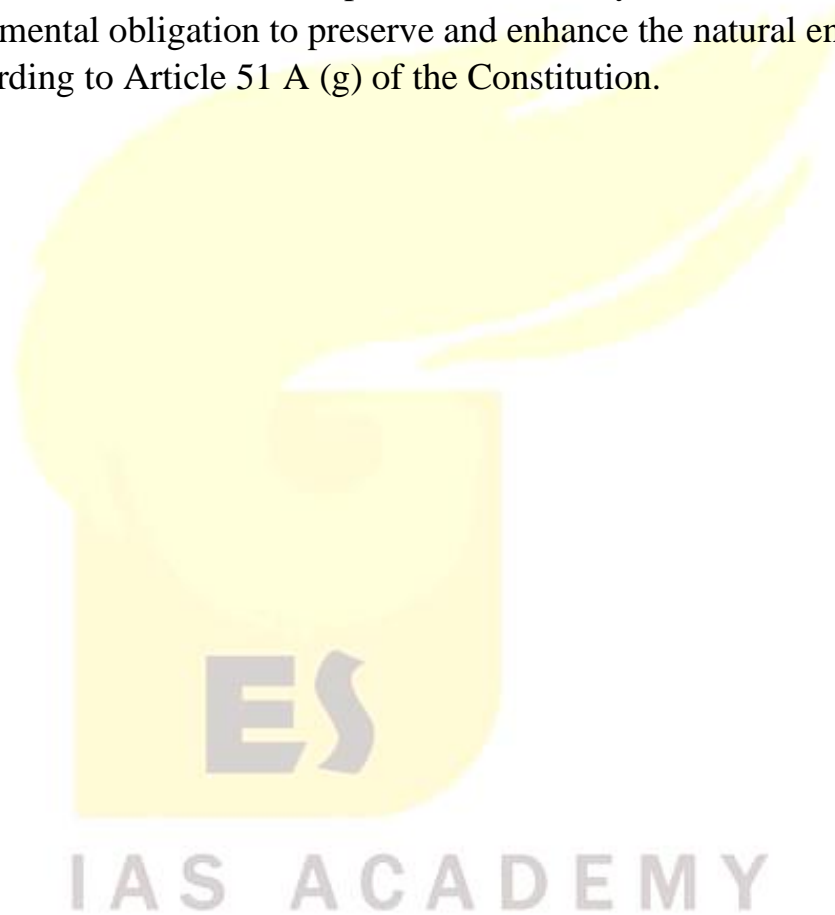 mental obligation to preserve and enhance the natural en
rding to Article 51 A (g) of the Constitution.
ES
IAS ACADEMY